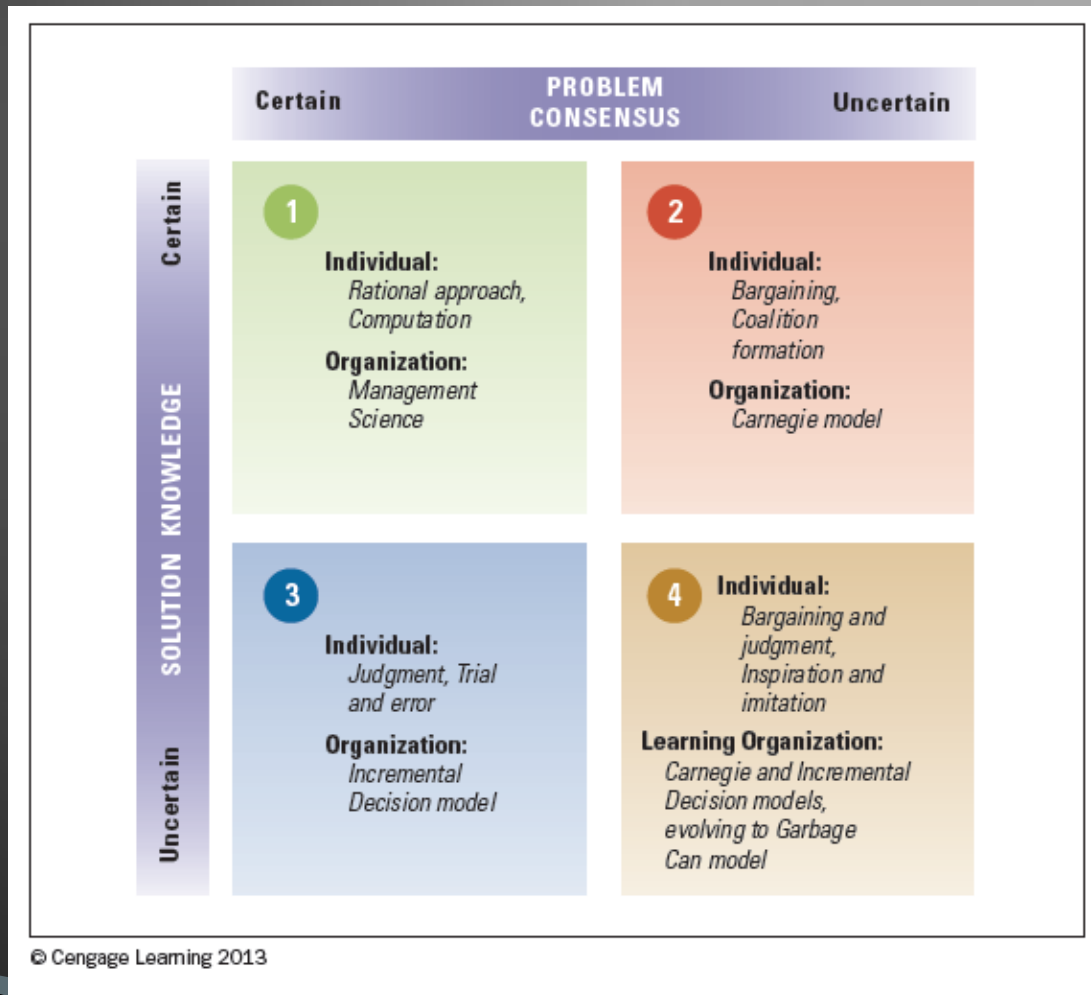 PROBLEM
CONSENSUS
Certain
Uncertain
SOLUTION KNOWLEDGE
Certain
Uncertain
1
Individual:
Rational approach,
Computation
Organization:
Management
Science
2
Individual:
Bargaining,
Coalition
formation
Organization:
Carnegie model
3
Individual:
Judgment, Trial
and error
Organization:
Incremental
Decision model
4
Individual:
Bargaining and
judgment,
Inspiration and
imitation
Learning Organization:
Carnegie and Incremental
Decision models,
evolving to Garbage
Can model
© Cengage Learning 2013